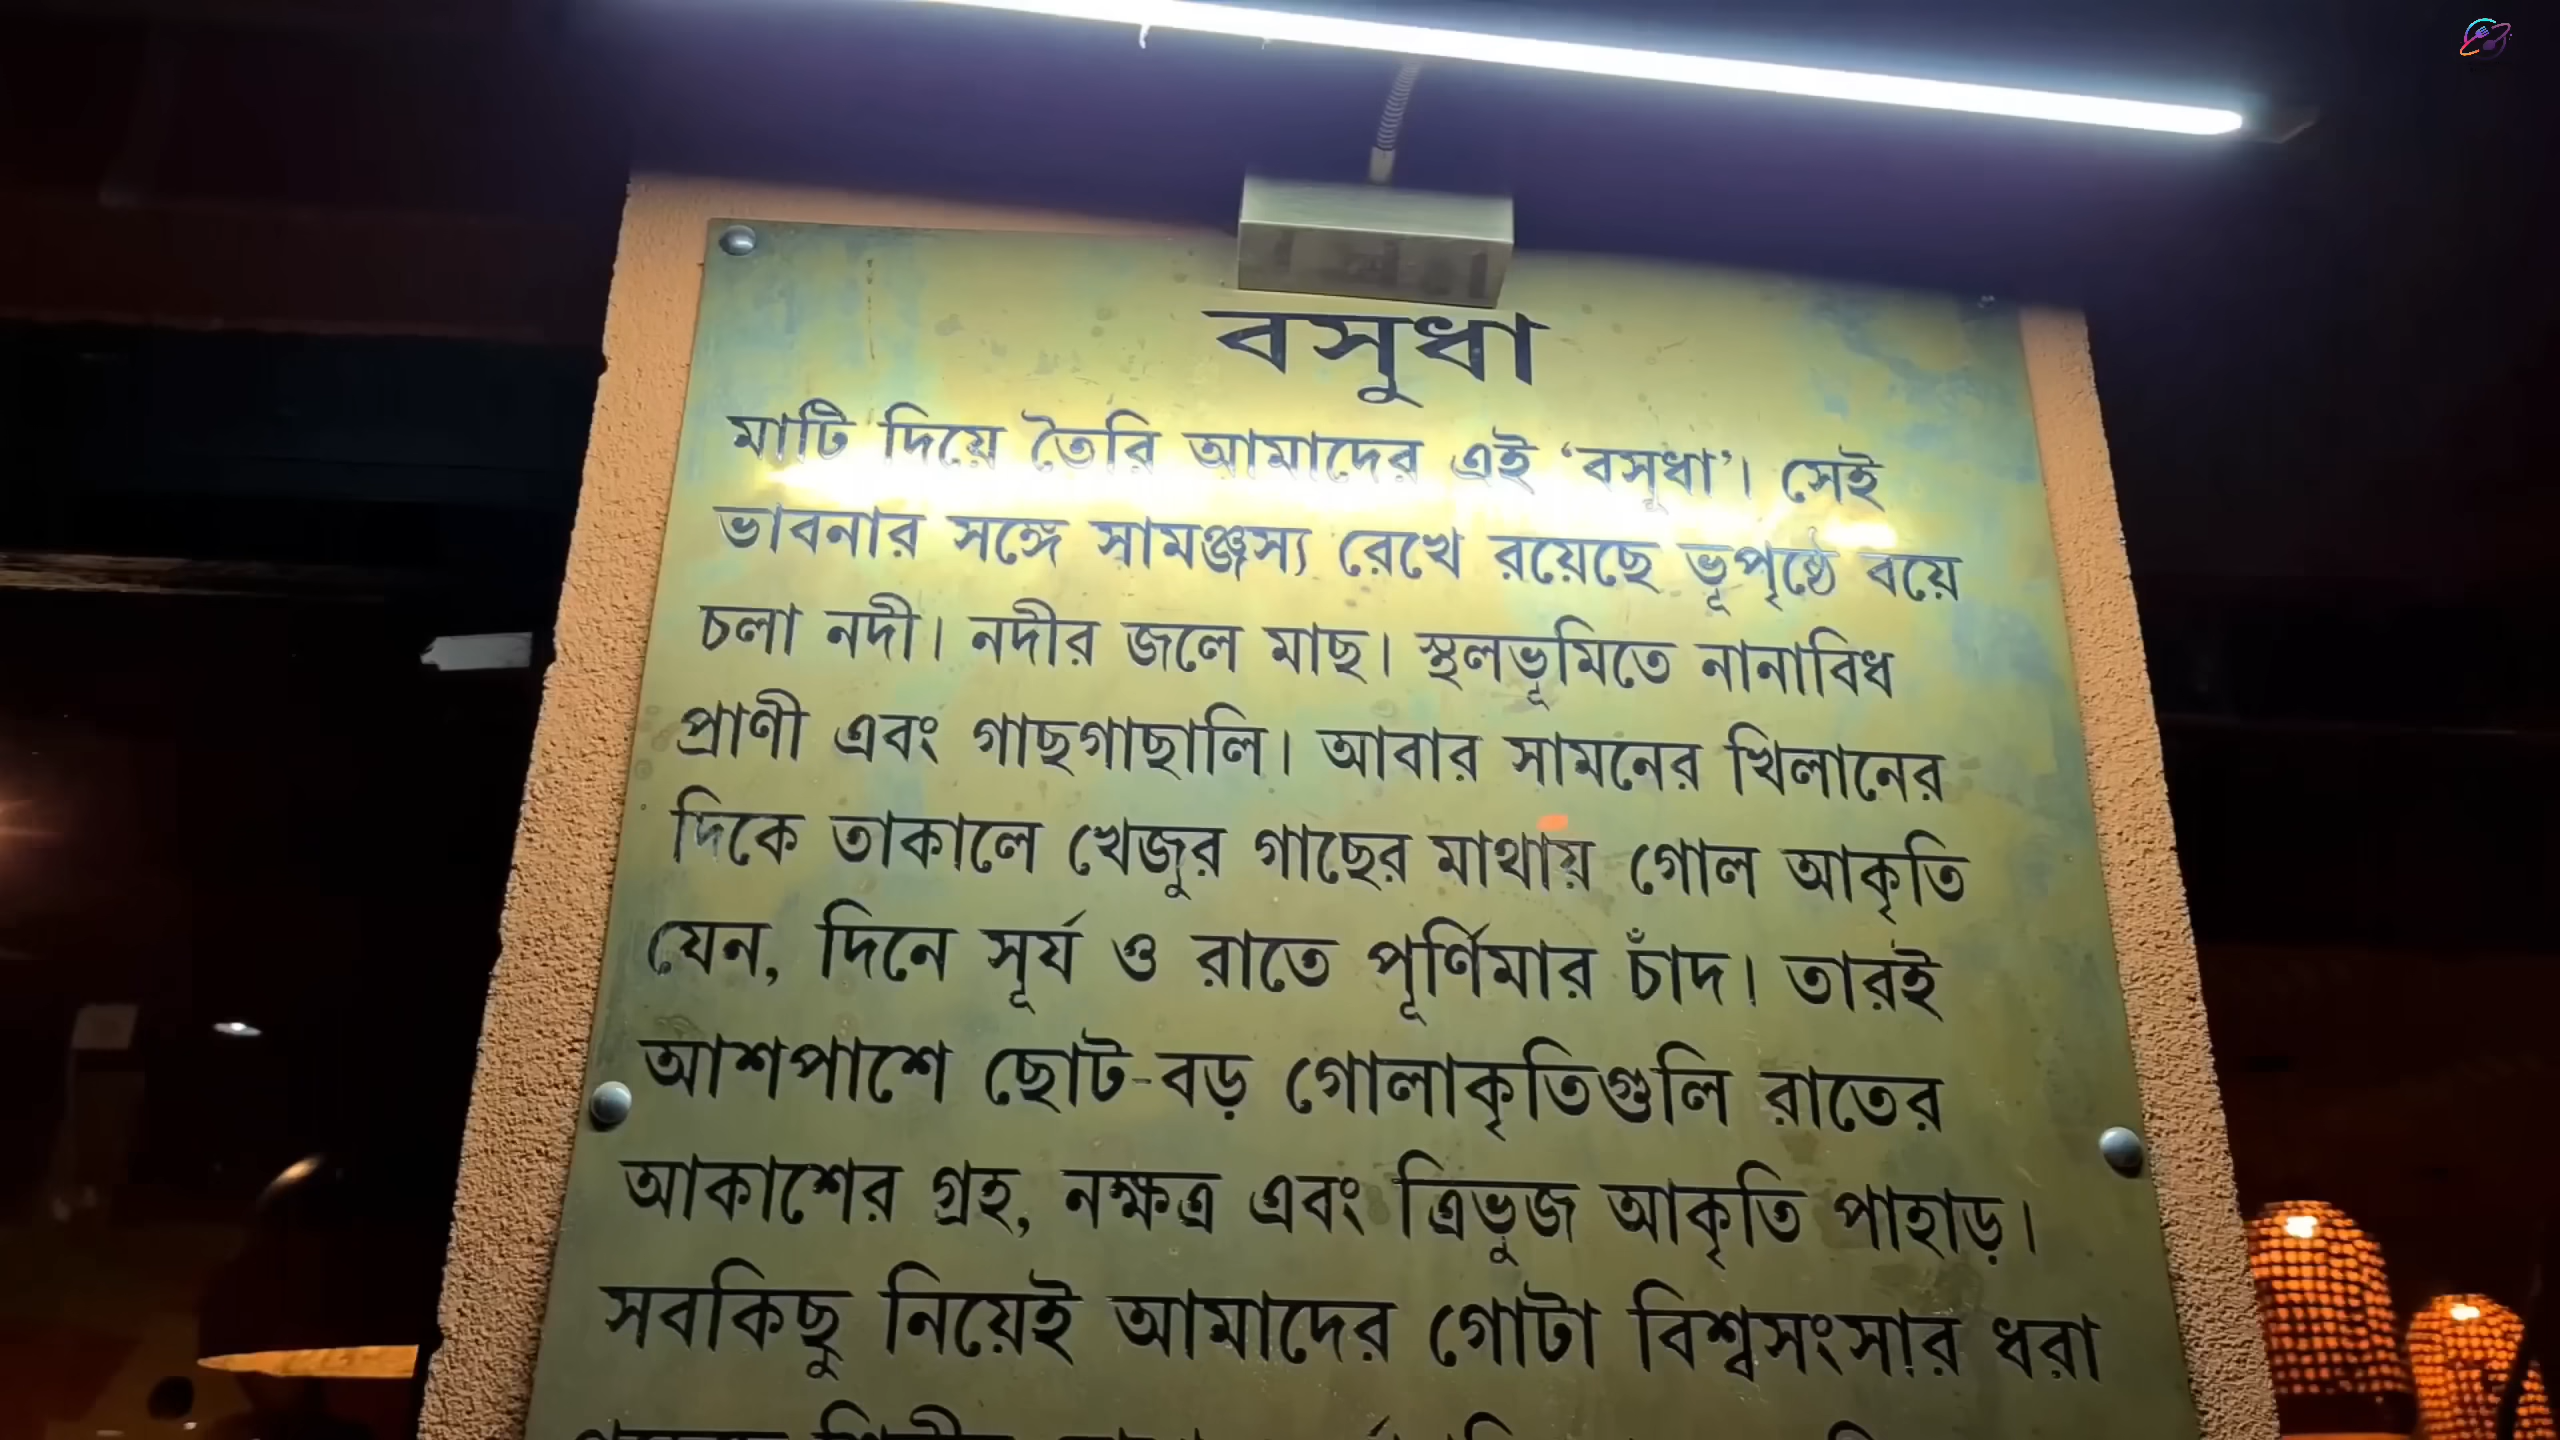 বসুধা
মাটি দিয়ে তৈরি আমাদের এই ‘বসুধা’। সেই
ভাবনার সঙ্গে সামঞ্জস্য রেখে রয়েছে ভূপৃষ্ঠে বয়ে
চলা নদী। নদীর জলে মাছ। স্থলভূমিতে নানাবিধ
প্রাণী এবং গাছগাছালি। আবার সামনের খিলানের
দিকে তাকালে খেজুর গাছের মাথায় গোল আকৃতি
যেন, দিনে সূর্য ও রাতে পূর্ণিমার চাঁদ। তারই
আশপাশে ছোট-বড় গোলাকৃতিগুলি রাতের
আকাশের গ্রহ, নক্ষত্র এবং ত্রিভুজ আকৃতি পাহাড়।
সবকিছু নিয়েই আমাদের গোটা বিশ্বসংসার ধরা